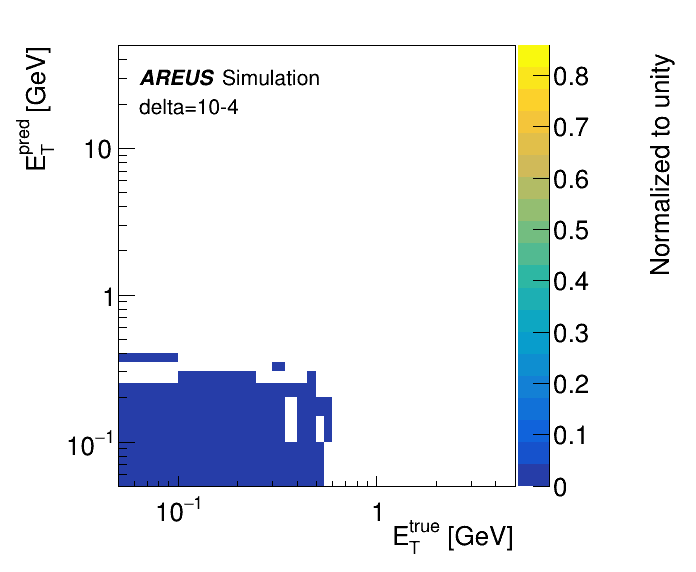 AREUS Simulation
delta=10-4
E_T^pred [GeV]
10
1
10^−1
10^−1
1
E_T^true [GeV]
0.8
0.7
0.6
0.5
0.4
0.3
0.2
0.1
0
Normalized to unity